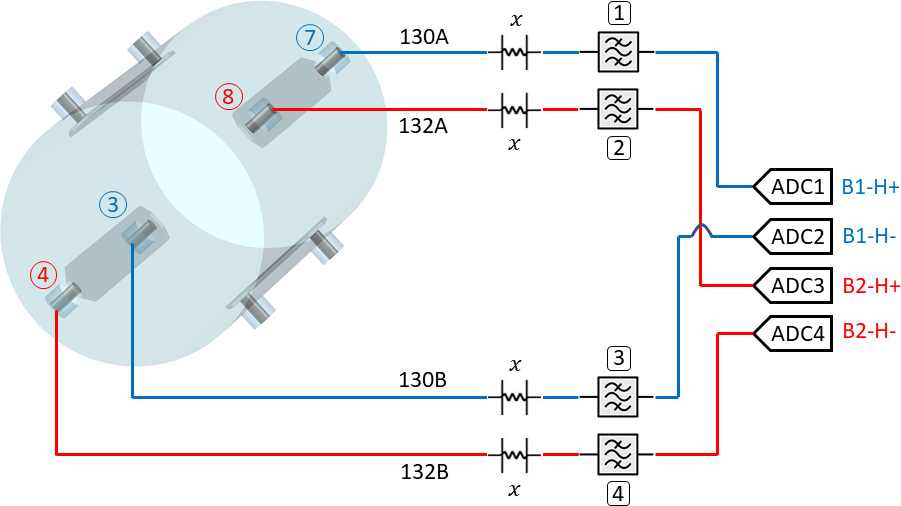 x
1
130A
7
8
132A
x
2
ADC1 B1-H+
3
ADC2 B1-H-
4
ADC3 B2-H+
ADC4 B2-H-
x
3
130B
132B
x
4